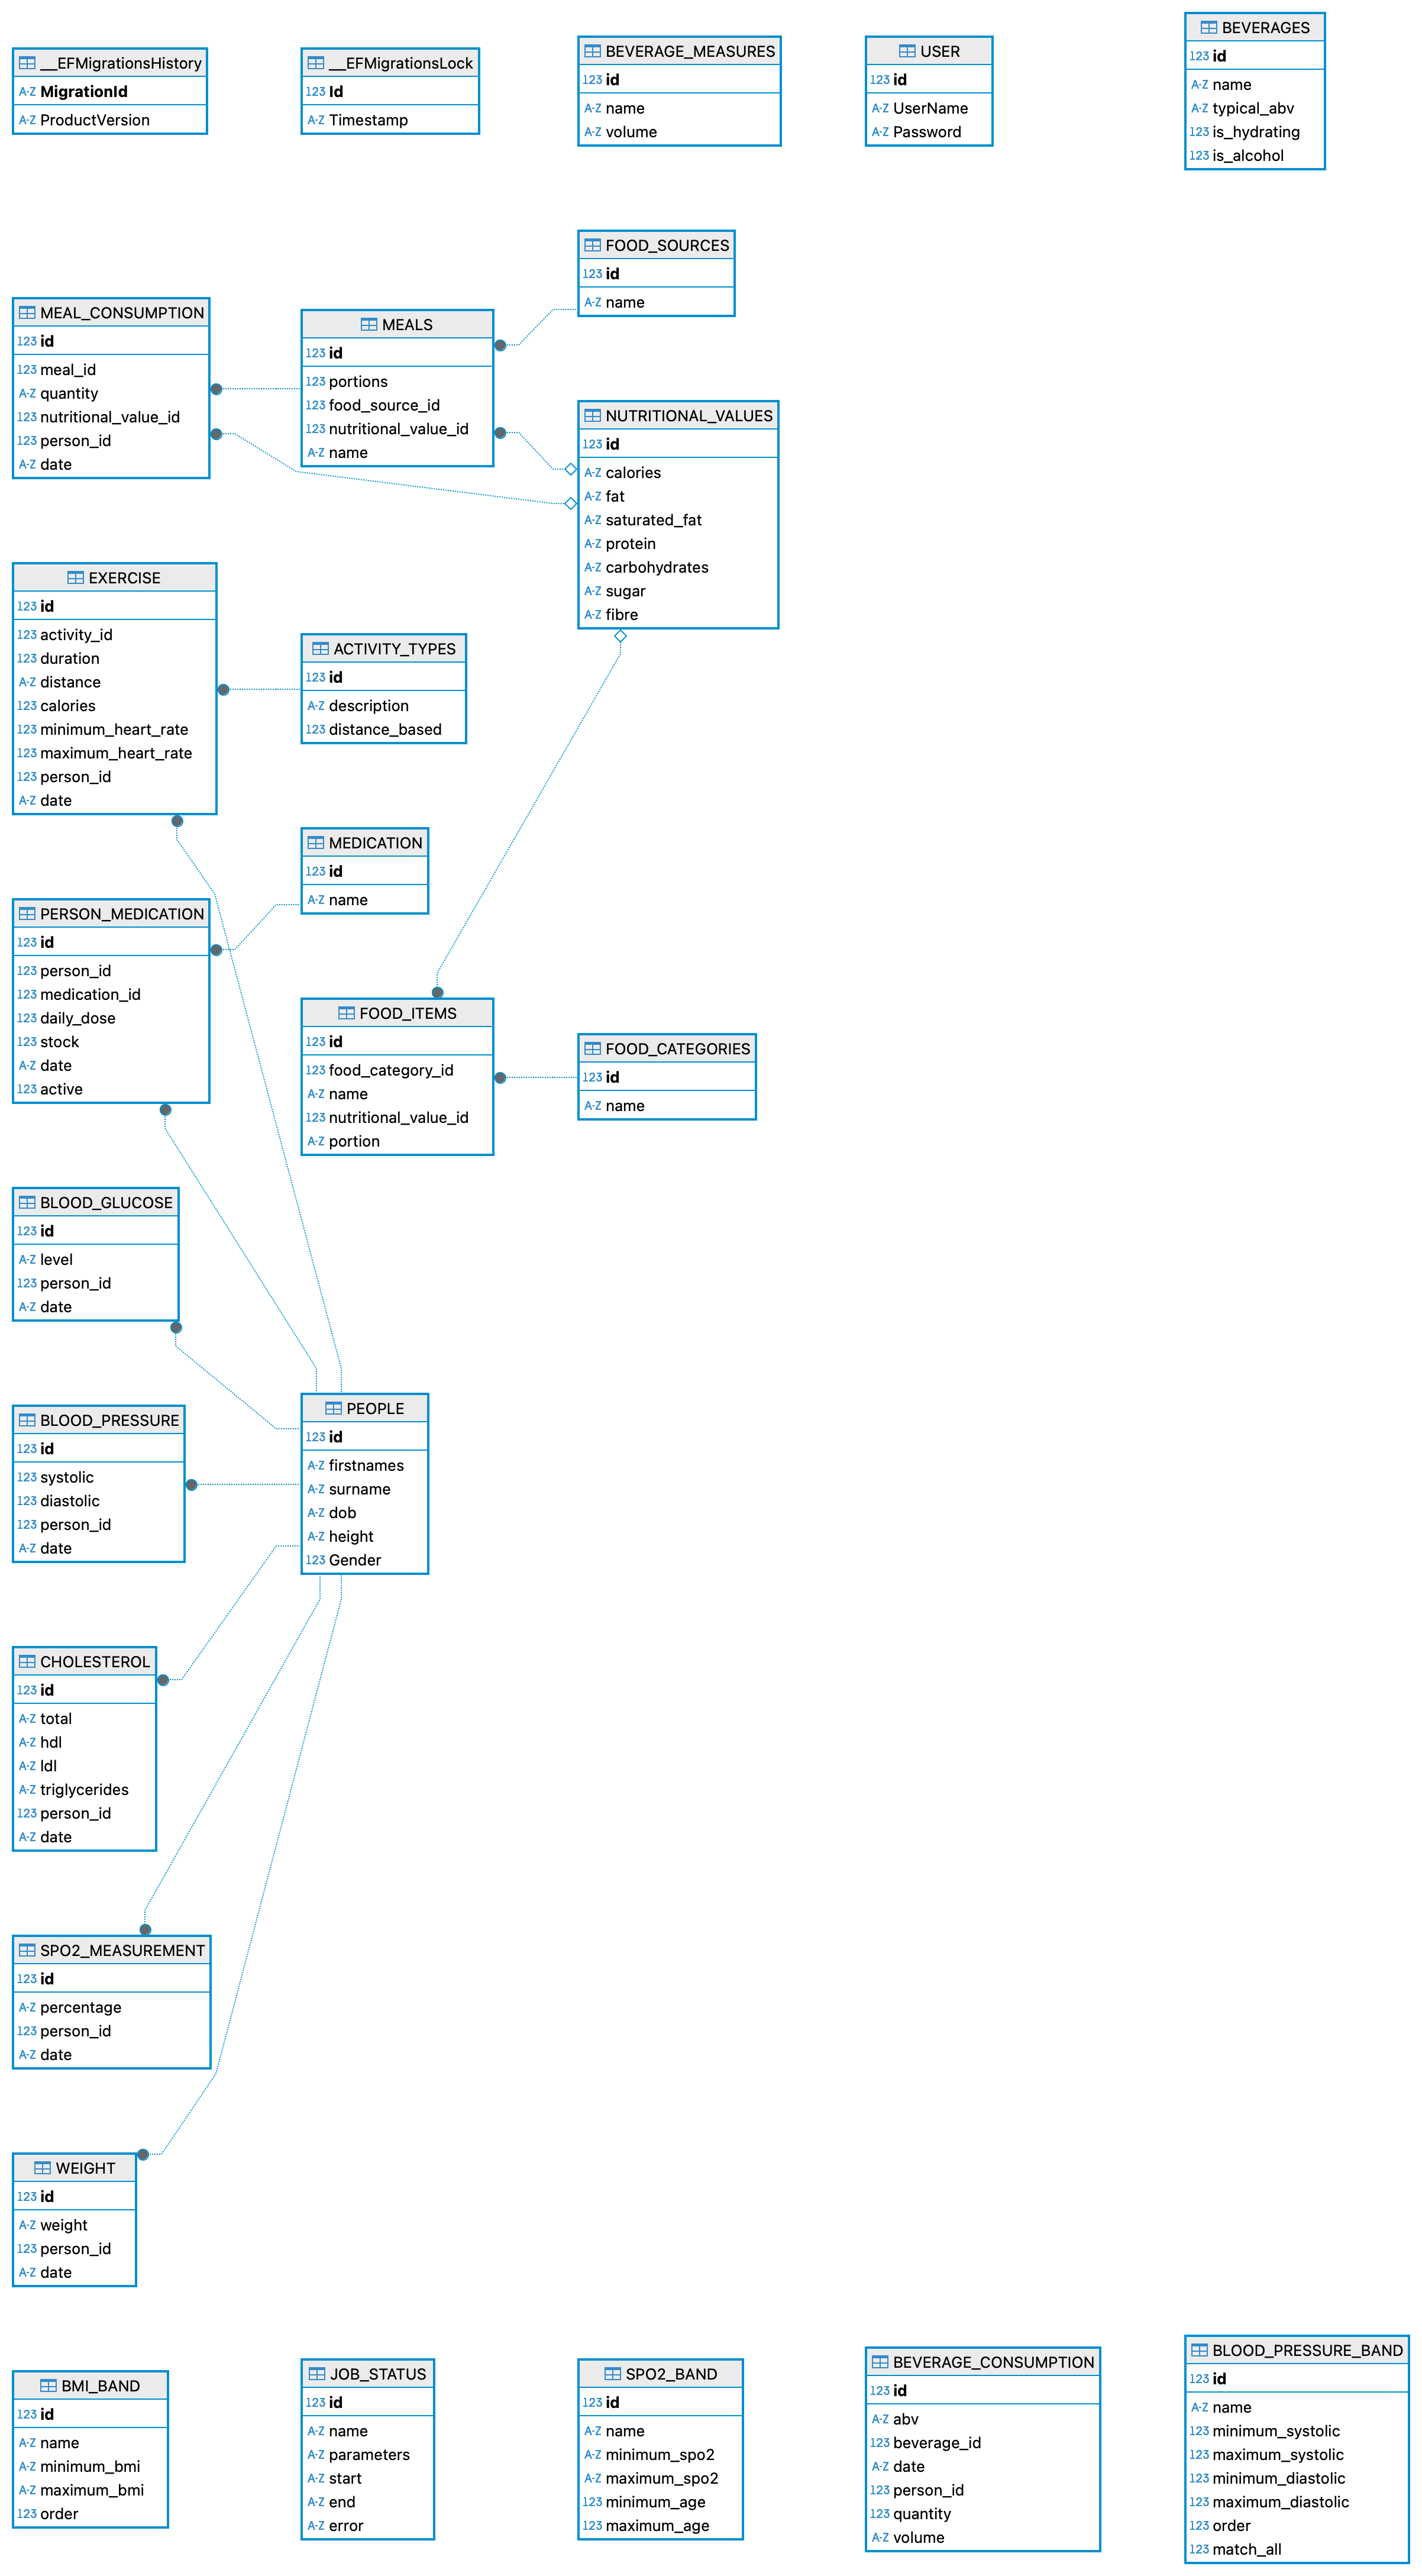 __EFMigrationsHistory
A-Z MigrationId
A-Z ProductVersion
__EFMigrationsLock
123 Id
A-Z Timestamp
BEVERAGE_MEASURES
123 id
A-Z name
A-Z volume
USER
123 id
A-Z UserName
A-Z Password
BEVERAGES
123 id
A-Z name
A-Z typical_abv
123 is_hydrating
123 is_alcohol
FOOD_SOURCES
123 id
A-Z name
MEAL_CONSUMPTION
123 id
123 meal_id
A-Z quantity
123 nutritional_value_id
123 person_id
A-Z date
MEALS
123 id
123 portions
123 food_source_id
123 nutritional_value_id
A-Z name
NUTRITIONAL_VALUES
123 id
A-Z calories
A-Z fat
A-Z saturated_fat
A-Z protein
A-Z carbohydrates
A-Z sugar
A-Z fibre
EXERCISE
123 id
123 activity_id
123 duration
A-Z distance
123 calories
123 minimum_heart_rate
123 maximum_heart_rate
123 person_id
A-Z date
ACTIVITY_TYPES
123 id
A-Z description
123 distance_based
MEDICATION
123 id
A-Z name
PERSON_MEDICATION
123 id
123 person_id
123 medication_id
123 daily_dose
123 stock
A-Z date
123 active
FOOD_ITEMS
123 id
123 food_category_id
A-Z name
123 nutritional_value_id
A-Z portion
FOOD_CATEGORIES
123 id
A-Z name
BLOOD_GLUCOSE
123 id
A-Z level
123 person_id
A-Z date
PEOPLE
123 id
A-Z firstnames
A-Z surname
A-Z dob
A-Z height
123 Gender
BLOOD_PRESSURE
123 id
123 systolic
123 diastolic
123 person_id
A-Z date
CHOLESTEROL
123 id
A-Z total
A-Z hdl
A-Z ldl
A-Z triglycerides
123 person_id
A-Z date
SPO2_MEASUREMENT
123 id
A-Z percentage
123 person_id
A-Z date
WEIGHT
123 id
A-Z weight
123 person_id
A-Z date
BMI_BAND
123 id
A-Z name
A-Z minimum_bmi
A-Z maximum_bmi
123 order
JOB_STATUS
123 id
A-Z name
A-Z parameters
A-Z start
A-Z end
A-Z error
SPO2_BAND
123 id
A-Z name
A-Z minimum_spo2
A-Z maximum_spo2
123 minimum_age
123 maximum_age
BEVERAGE_CONSUMPTION
123 id
A-Z abv
123 beverage_id
A-Z date
123 person_id
123 quantity
A-Z volume
BLOOD_PRESSURE_BAND
123 id
A-Z name
123 minimum_systolic
123 maximum_systolic
123 minimum_diastolic
123 maximum_diastolic
123 order
123 match_all